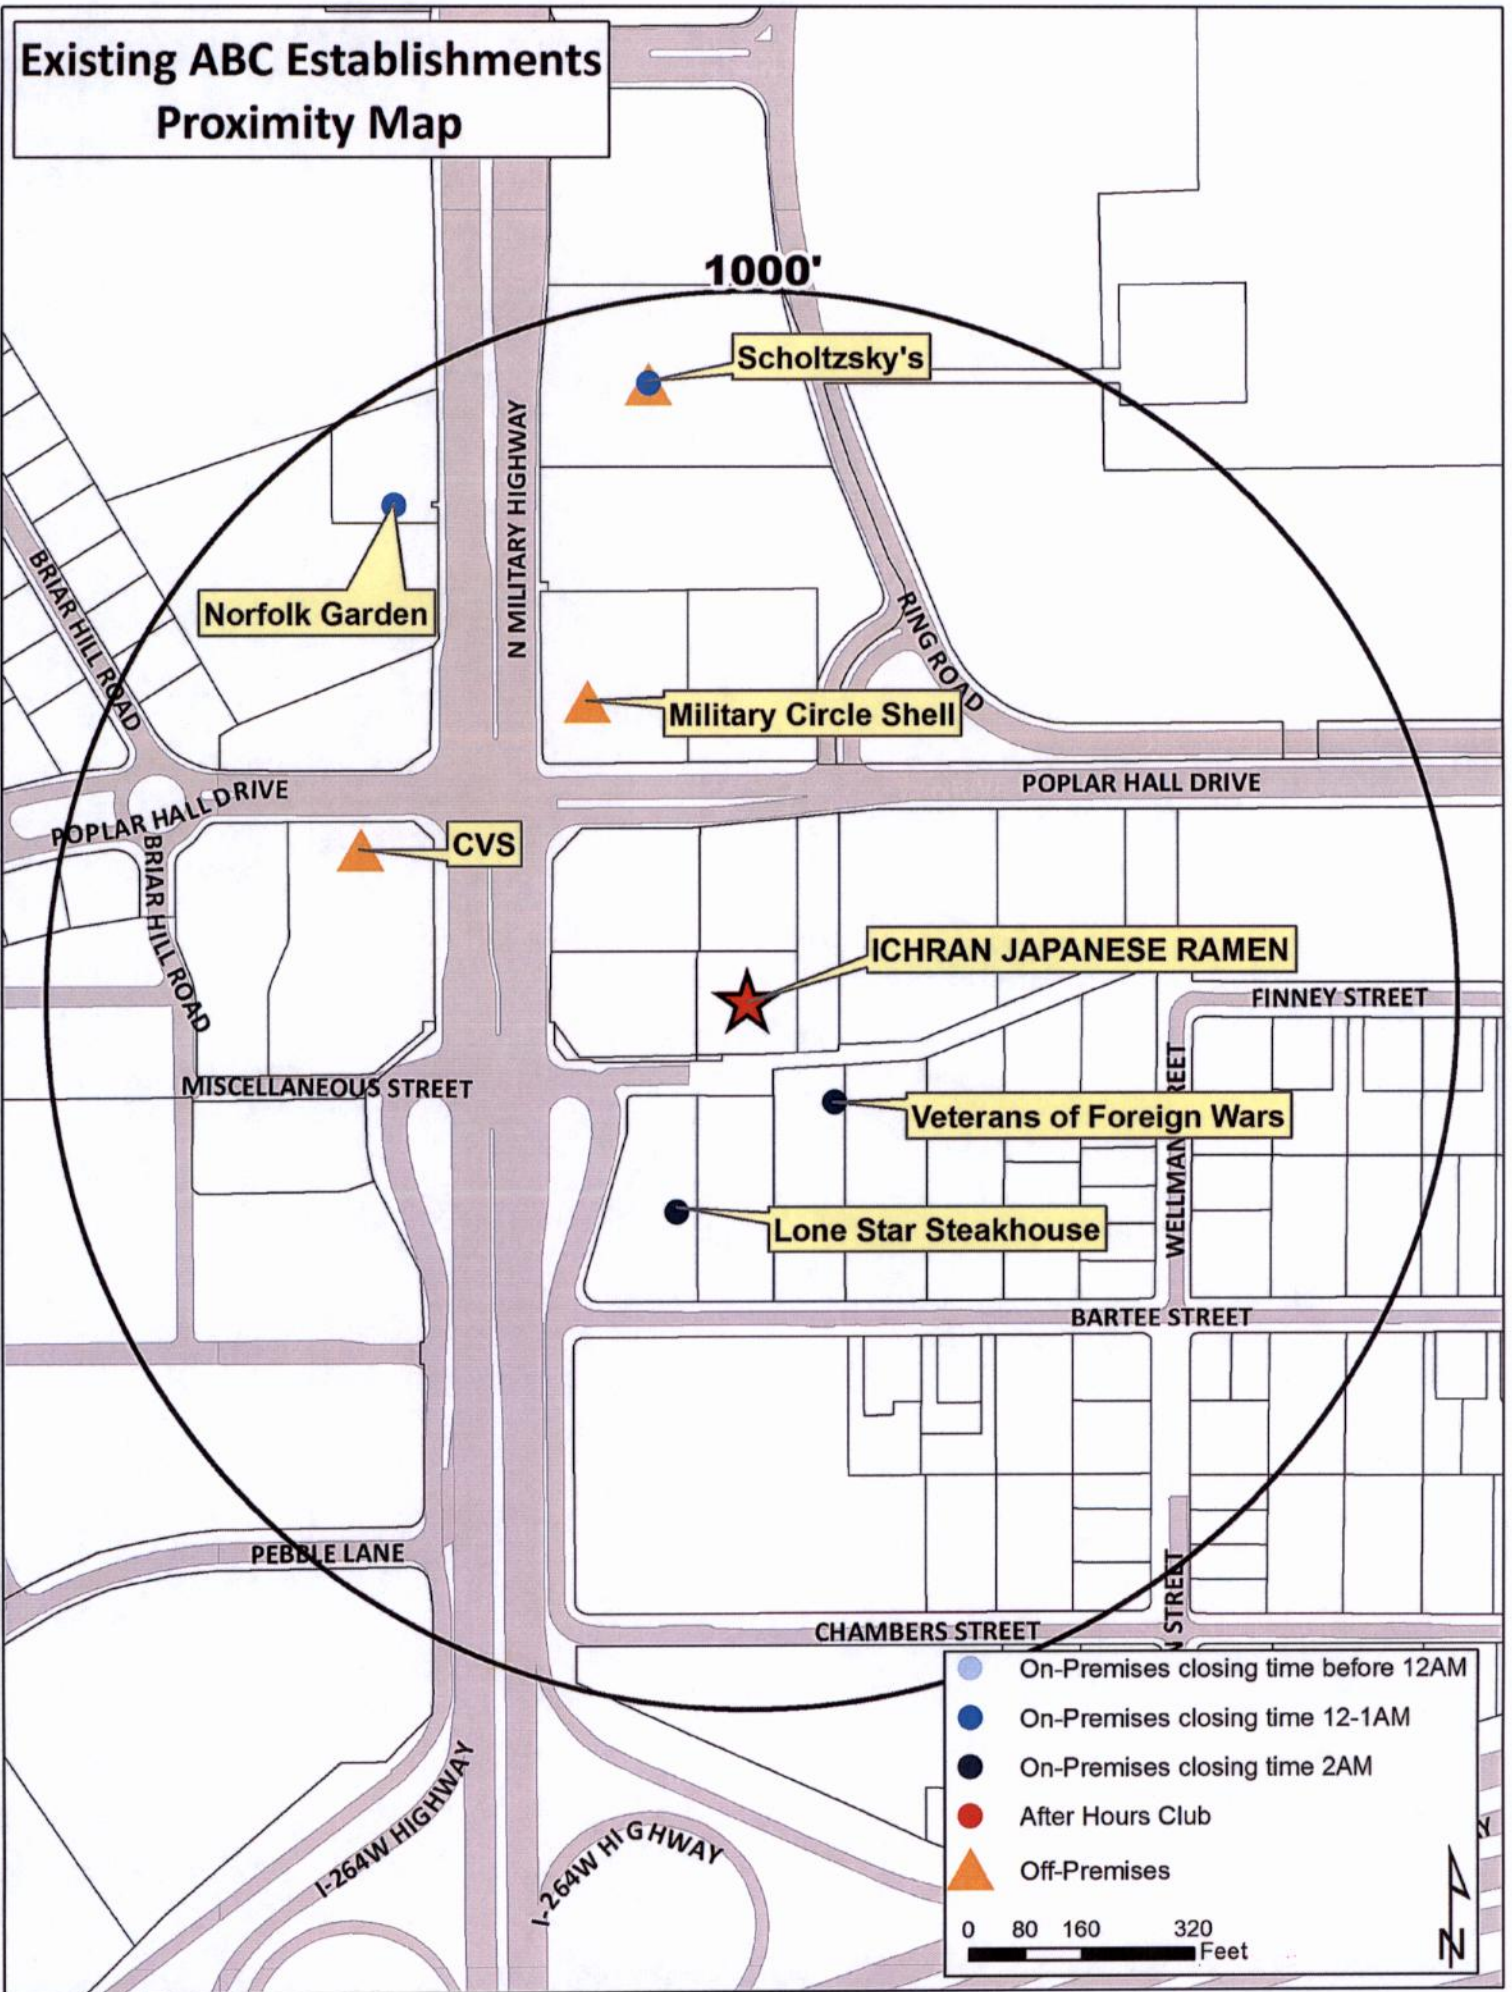 Existing ABC Establishments
Proximity Map
1000'
Scholtzsky's
N MILITARY HIGHWAY
BRIAR HILL ROAD
Norfolk Garden
RING ROAD
Military Circle Shell
POPLAR HALL DRIVE
POPLAR HALL DRIVE
CVS
BRIAR HILL ROAD
ICHRAN JAPANESE RAMEN
FINNEY STREET
MISCELLANEOUS STREET
Veterans of Foreign Wars
Lone Star Steakhouse
BARTEE STREET
PEBBLE LANE
CHAMBERS STREET
N STREET
I-264W HIGHWAY
I-264W HIGHWAY
On-Premises closing time before 12AM
On-Premises closing time 12-1AM
On-Premises closing time 2AM
After Hours Club
Off-Premises
0 80 160 320
Feet
N